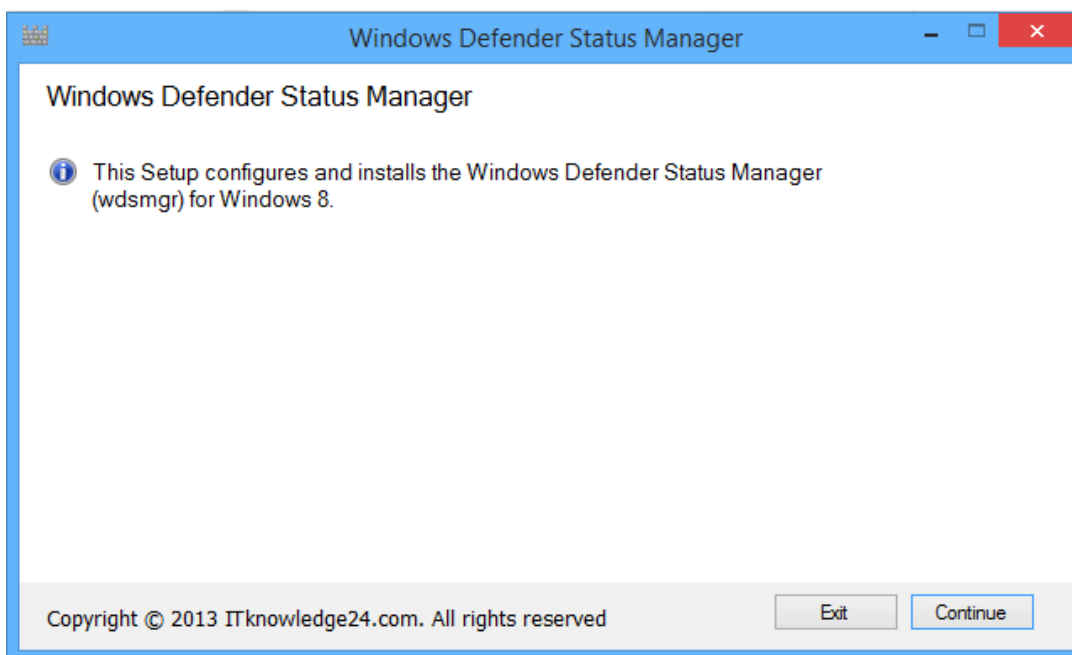 Windows Defender Status Manager
Windows Defender Status Manager
This Setup configures and installs the Windows Defender Status Manager
(wdsmgr) for Windows 8.
Copyright © 2013 ITknowledge24.com. All rights reserved
Exit
Continue